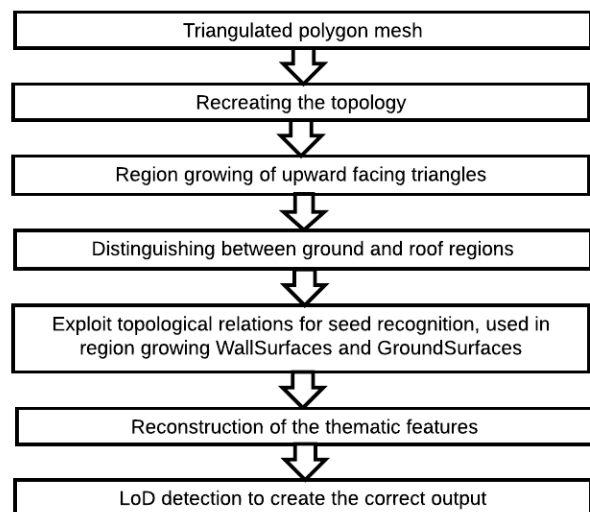 Triangulated polygon mesh
Recreating the topology
Region growing of upward facing triangles
Distinguishing between ground and roof regions
Exploit topological relations for seed recognition, used in
region growing WallSurfaces and GroundSurfaces
Reconstruction of the thematic features
LoD detection to create the correct output